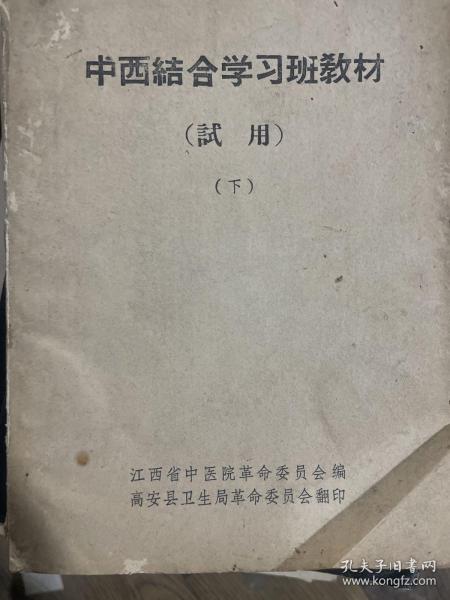 中西結合学习班教材
（試用）
（下）
江西省中医院革命委员会编
高安县卫生局革命委员会翻印
孔夫子旧书网
www.kongfz.com